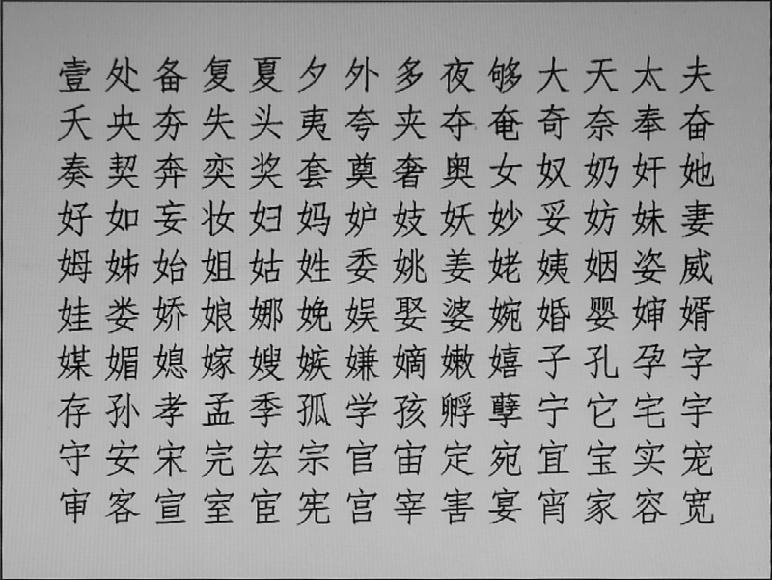 壹处备复夏夕外多夜够大天太夫
夭央夯失头夷夸夹夺奄奇奈奉奋
奏契奔奕奖套奠奢奥女奴奶奸她
好如妄妆妇妈妒妓妖妙妥妨妹妻
姆姊始姐姑姓委姚姜姥姨姻姿威
娃娄娇娘娜娩娱娶婆婉婚婴婶婿
媒媚媳嫁嫂嫉嫌嫡嫩嬉子孔孕字
存孙孝孟季孤学孩孵孽宁它宅宇
守安宋完宏宗官宙定宛宜宝实宠
审客宣室宦宪宫宰害宴宵家容宽